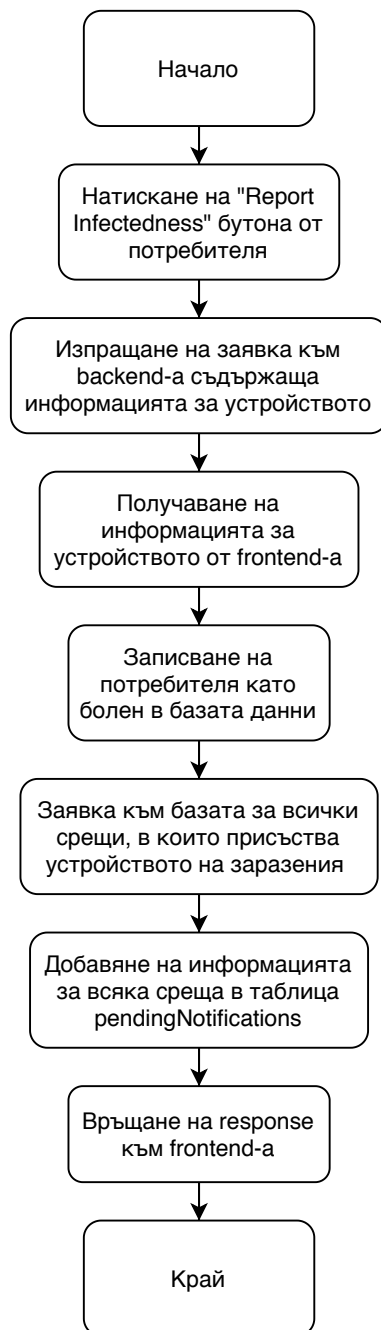 Начало
Натискане на "Report
Infectedness" бутона от
потребителя
Изпращане на заявка към
backend-а съдържаща
информацията за устройството
Получаване на
информацията за
устройството от frontend-а
Записване на
потребителя като
болен в базата данни
Заявка към базата за всички
срещи, в които присъства
устройството на заразения
Добавяне на информацията
за всяка среща в таблица
pendingNotifications
Връщане на response
към frontend-а
Край